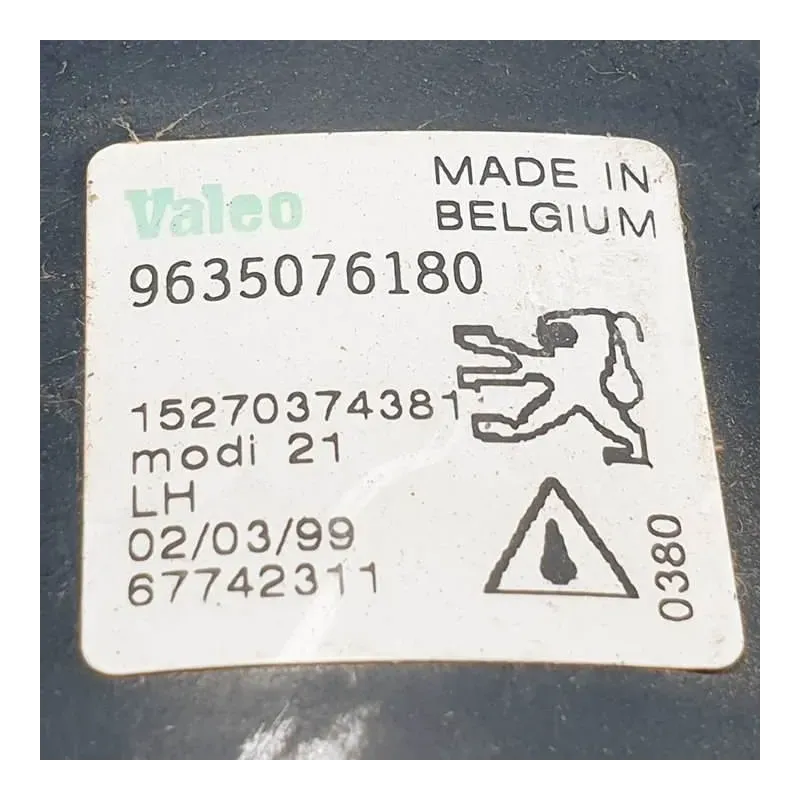 Valeo
MADE IN
BELGIUM
9635076180
15270374381
modi 21
LH
02/03/99
67742311
0380